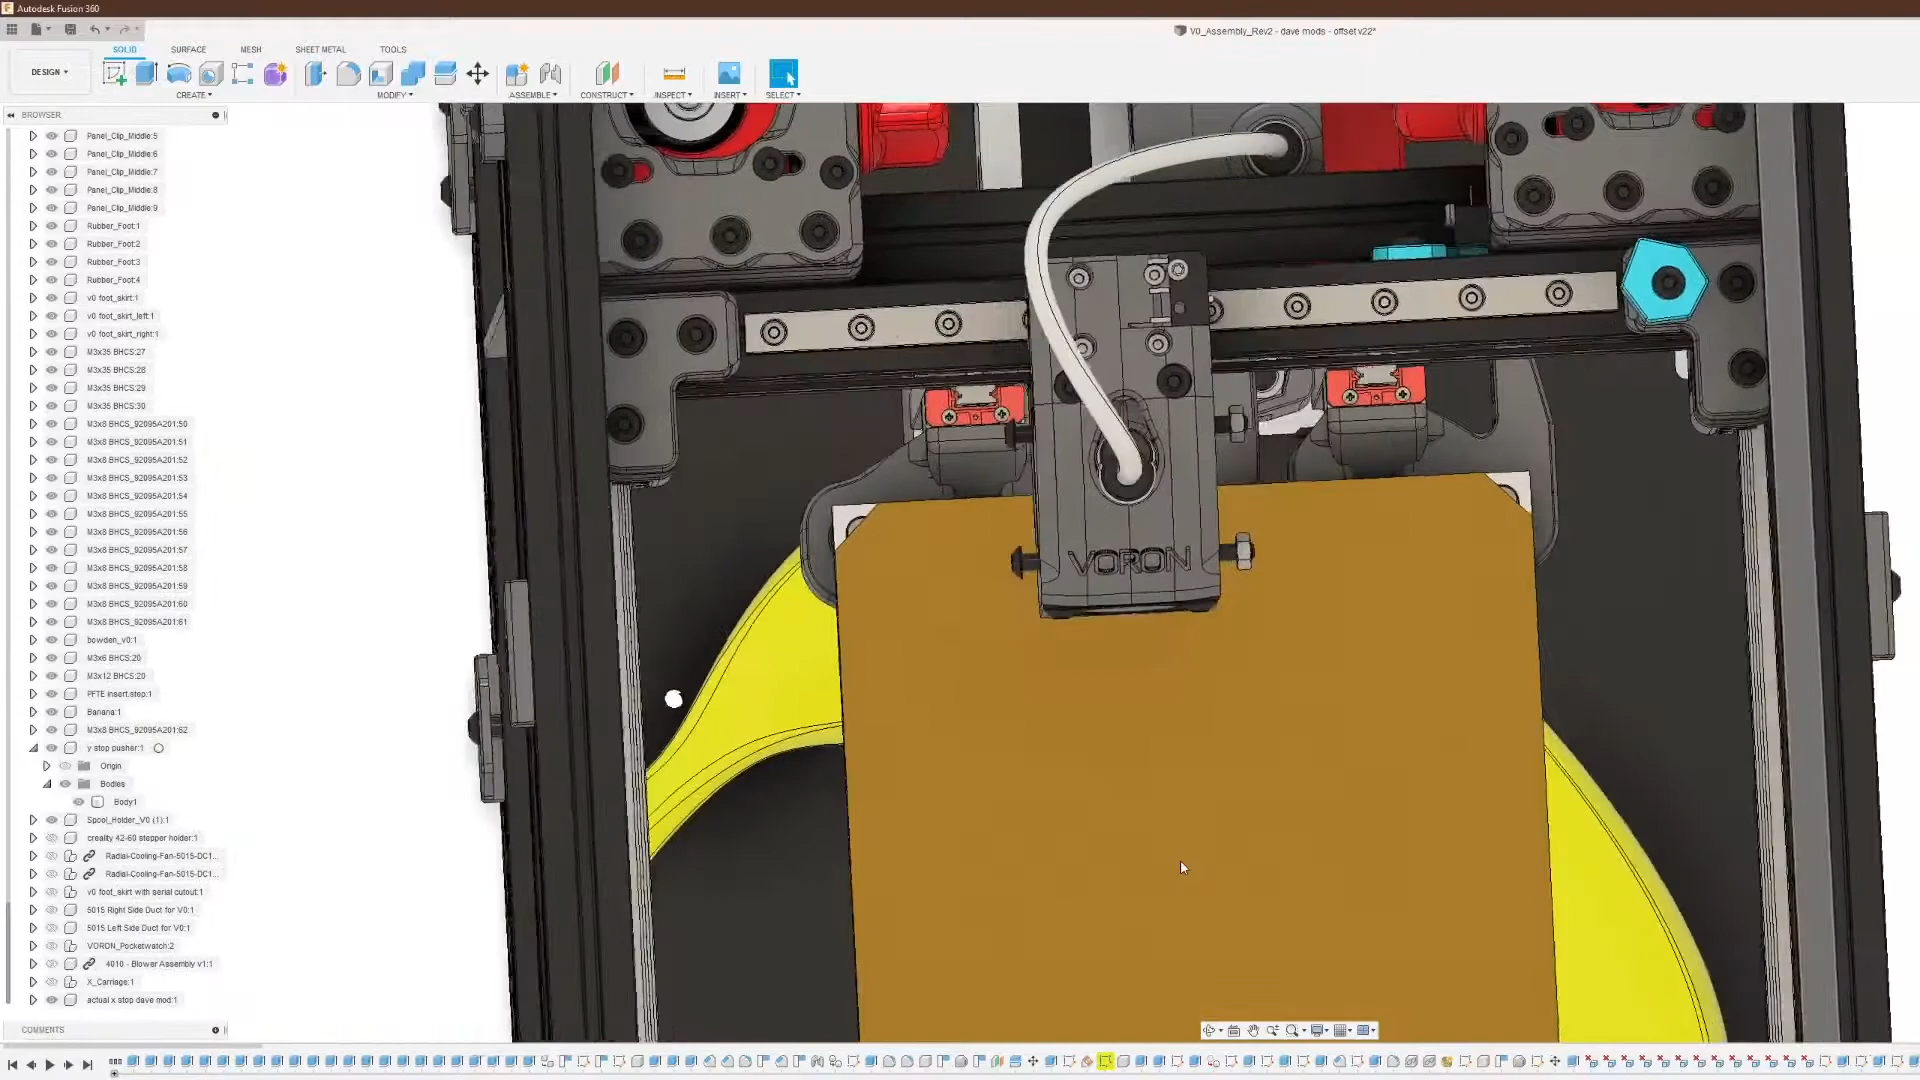 Autodesk Fusion 360
V0_Assembly_Rev2 - dave mods - offset v22*
SOLID SURFACE MESH SHEET METAL TOOLS
DESIGN
CREATE MODIFY ASSEMBLE CONSTRUCT INSPECT INSERT SELECT
BROWSER
Panel_Clip_Middle:5
Panel_Clip_Middle:6
Panel_Clip_Middle:7
Panel_Clip_Middle:8
Panel_Clip_Middle:9
Rubber_Foot:1
Rubber_Foot:2
Rubber_Foot:3
Rubber_Foot:4
v0 foot_skirt:1
v0 foot_skirt_left:1
v0 foot_skirt_right:1
M3x35 BHCS:27
M3x35 BHCS:28
M3x35 BHCS:29
M3x35 BHCS:30
M3x8 BHCS_92095A201:50
M3x8 BHCS_92095A201:51
M3x8 BHCS_92095A201:52
M3x8 BHCS_92095A201:53
M3x8 BHCS_92095A201:54
M3x8 BHCS_92095A201:55
M3x8 BHCS_92095A201:56
M3x8 BHCS_92095A201:57
M3x8 BHCS_92095A201:58
M3x8 BHCS_92095A201:59
M3x8 BHCS_92095A201:60
M3x8 BHCS_92095A201:61
bowden_v0:1
M3x6 BHCS:20
M3x12 BHCS:20
PFTE insert.step:1
Banana:1
M3x8 BHCS_92095A201:62
y stop pusher:1
Origin
Bodies
Body1
Spool_Holder_V0 (1):1
creality 42-60 stepper holder:1
Radial-Cooling-Fan-5015-DC1...
Radial-Cooling-Fan-5015-DC1...
v0 foot_skirt with serial cutout:1
5015 Right Side Duct for V0:1
5015 Left Side Duct for V0:1
VORON_Pocketwatch:2
4010 - Blower Assembly v1:1
X_Carriage:1
actual x stop dave mod:1
COMMENTS
VORON